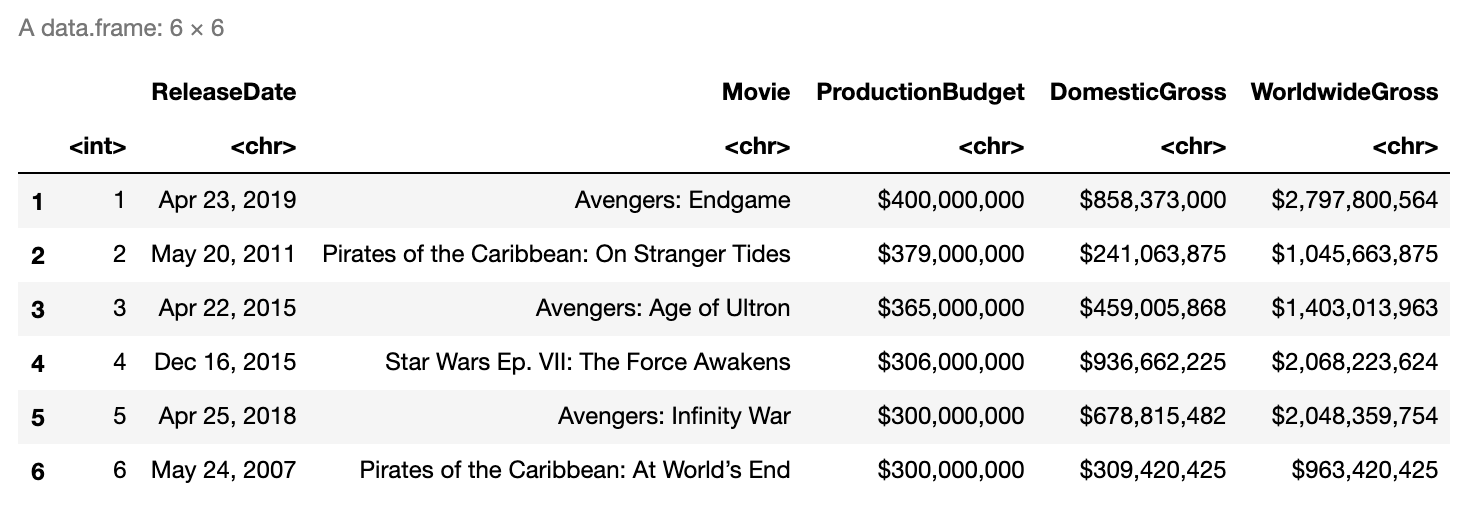 A data.frame: 6 × 6
ReleaseDate Movie ProductionBudget DomesticGross WorldwideGross
<int> <chr> <chr> <chr> <chr> <chr>
1 1 Apr 23, 2019 Avengers: Endgame $400,000,000 $858,373,000 $2,797,800,564
2 2 May 20, 2011 Pirates of the Caribbean: On Stranger Tides $379,000,000 $241,063,875 $1,045,663,875
3 3 Apr 22, 2015 Avengers: Age of Ultron $365,000,000 $459,005,868 $1,403,013,963
4 4 Dec 16, 2015 Star Wars Ep. VII: The Force Awakens $306,000,000 $936,662,225 $2,068,223,624
5 5 Apr 25, 2018 Avengers: Infinity War $300,000,000 $678,815,482 $2,048,359,754
6 6 May 24, 2007 Pirates of the Caribbean: At World’s End $300,000,000 $309,420,425 $963,420,425